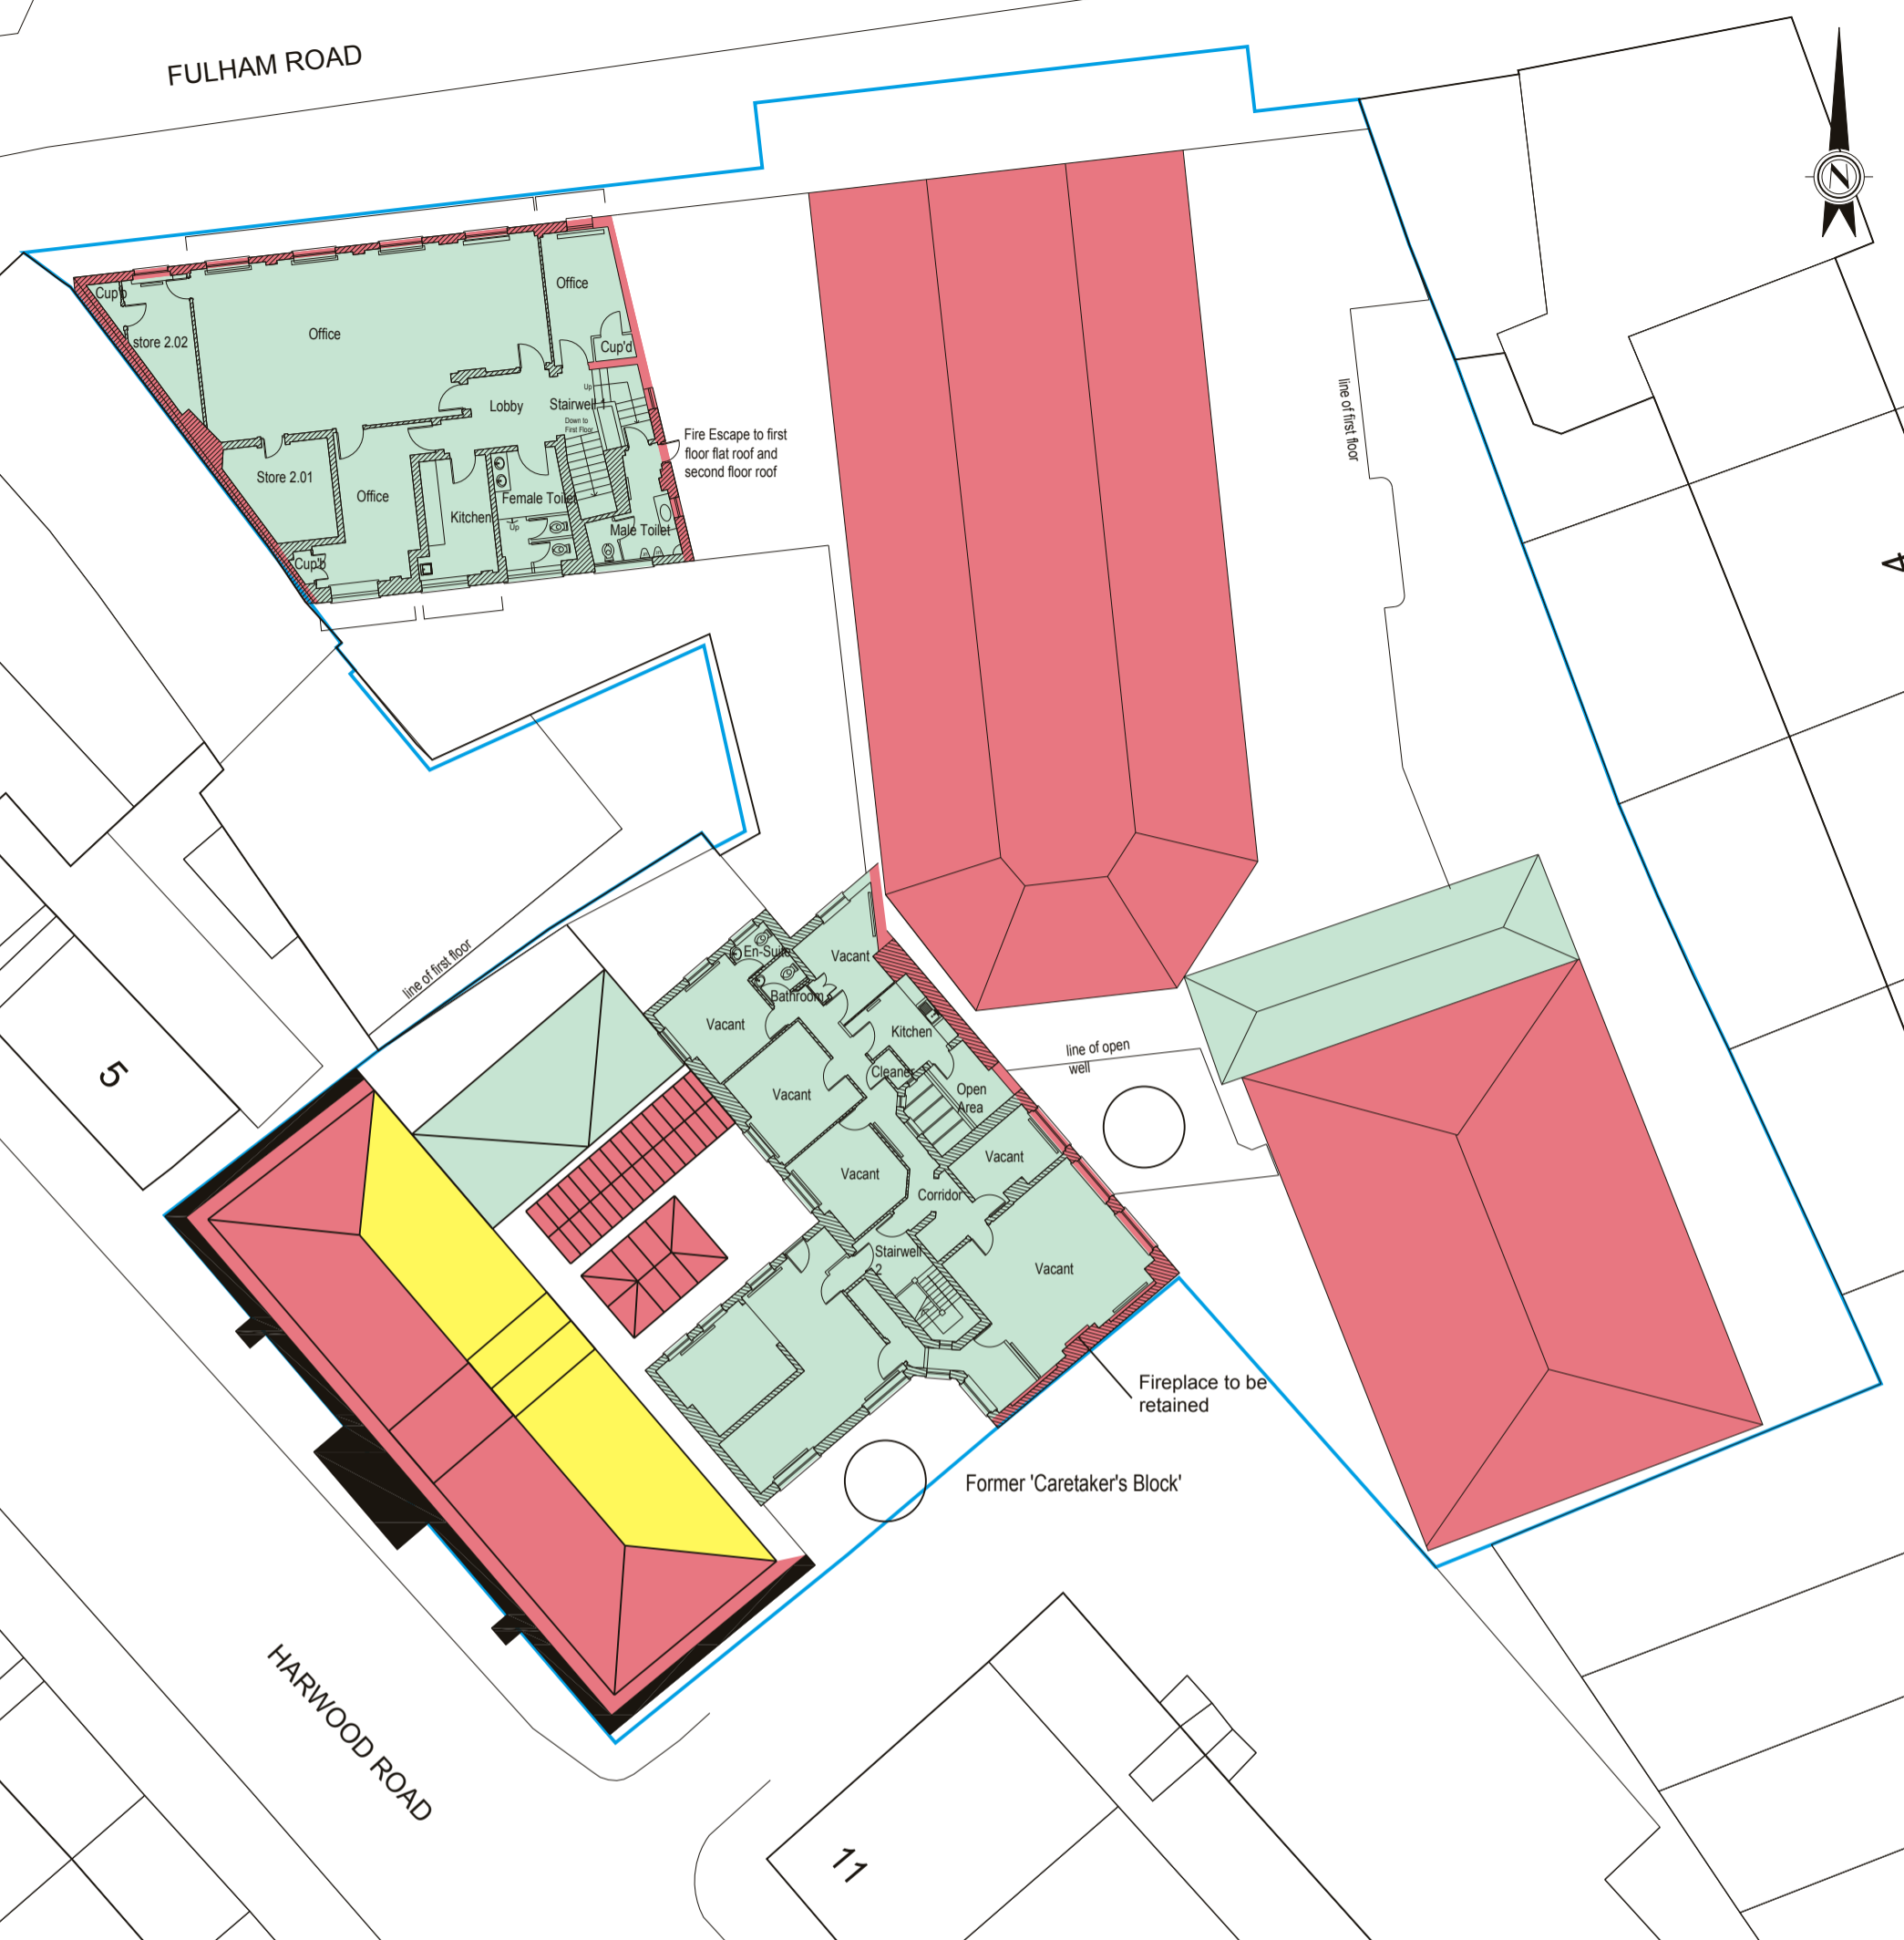 FULHAM ROAD
N
Cup'b
store 2.02
Office
Office
Cup'd
Up
Lobby
Stairwell 1
Down to
First Floor
Fire Escape to first
floor flat roof and
second floor roof
line of first floor
Store 2.01
Office
Kitchen
Female Toilet
Up
Male Toilet
Cup'b
4
line of first floor
En-Suite
Vacant
Bathroom
Vacant
Kitchen
line of open
well
Cleaner
Open
Area
Vacant
5
Vacant
Vacant
Corridor
Stairwell
2
Vacant
Fireplace to be
retained
Former 'Caretaker's Block'
HARWOOD ROAD
11